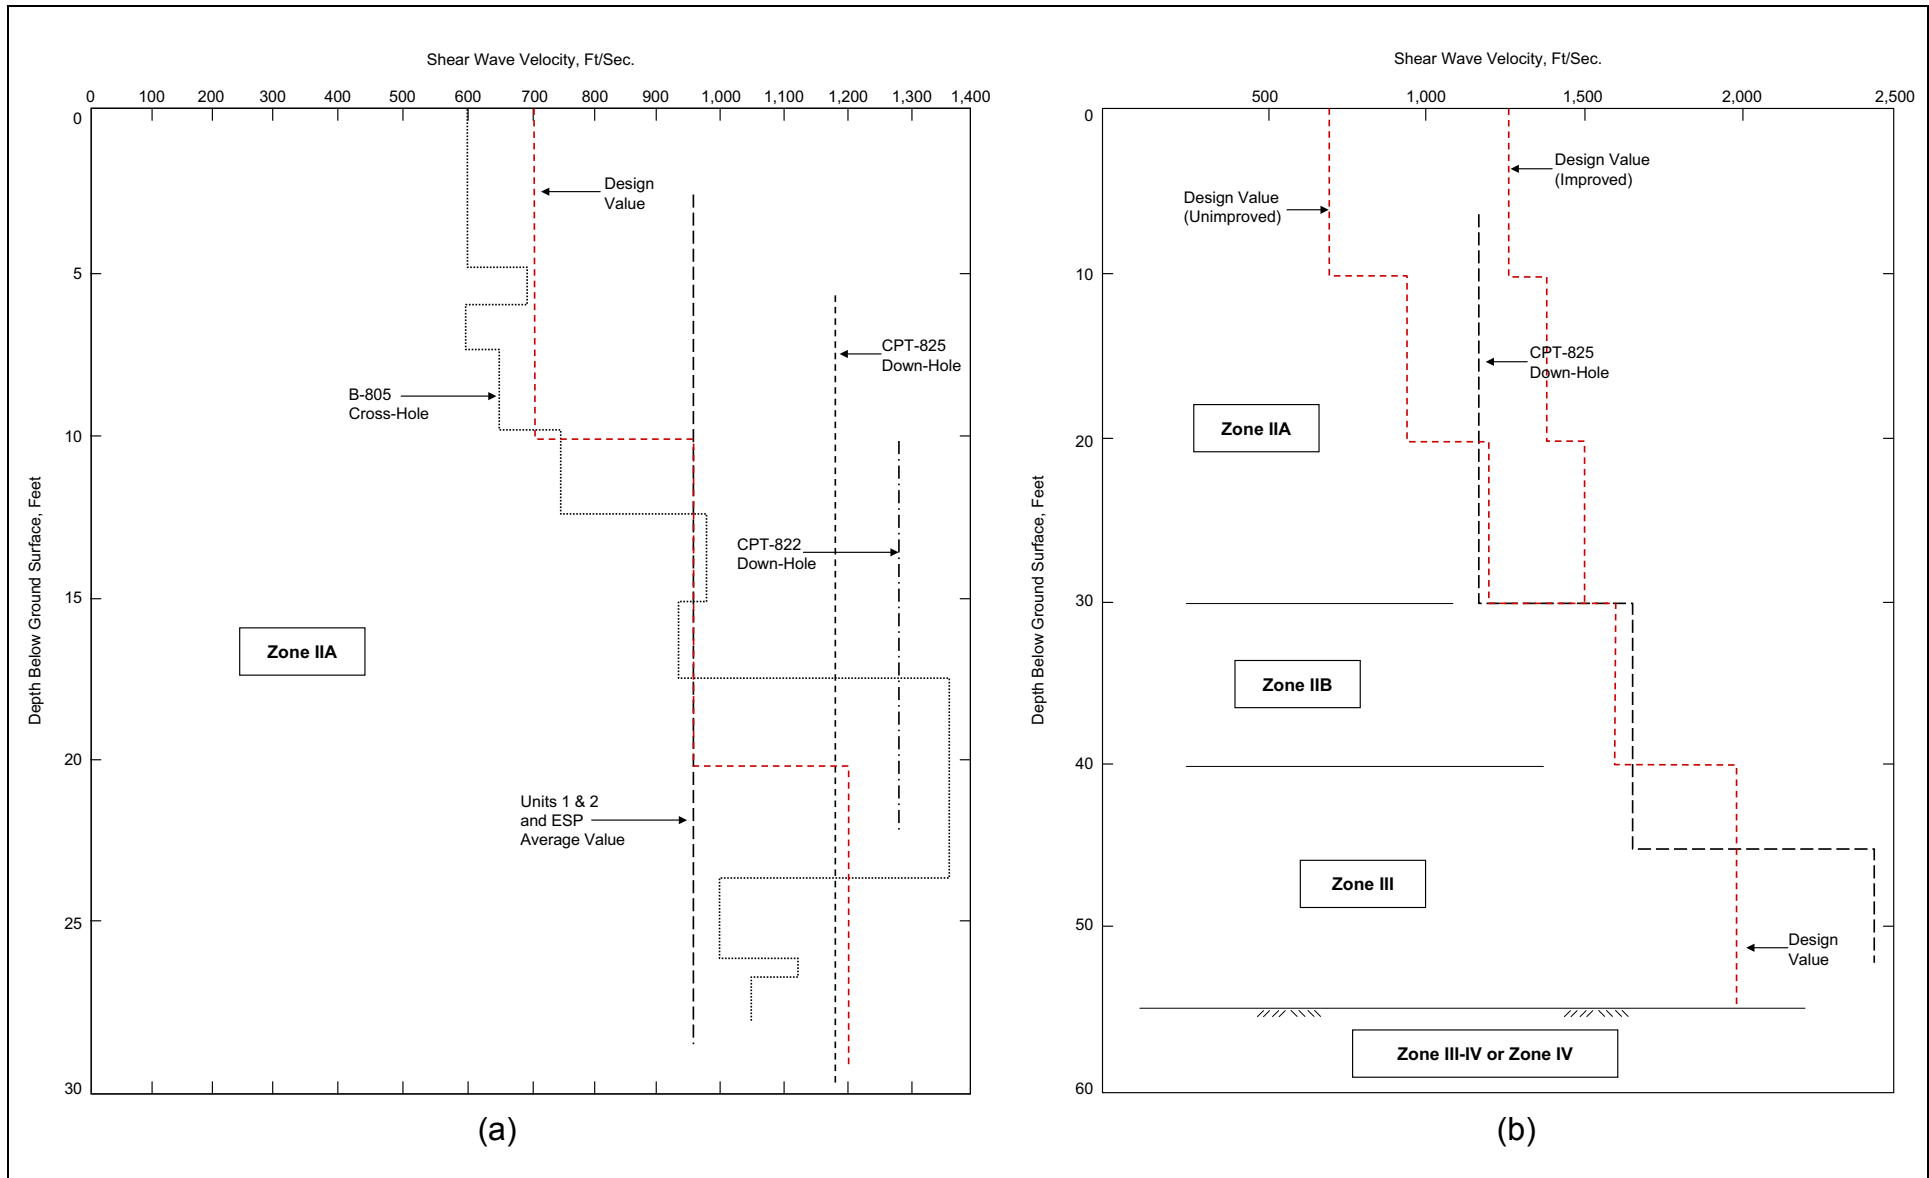 Shear Wave Velocity, Ft/Sec.
0 100 200 300 400 500 600 700 800 900 1,000 1,100 1,200 1,300 1,400
0
5
10
15
20
25
30
Depth Below Ground Surface, Feet
Design
Value
CPT-825
Down-Hole
B-805
Cross-Hole
CPT-822
Down-Hole
Zone IIA
Units 1 & 2
and ESP
Average Value
(a)
Shear Wave Velocity, Ft/Sec.
500 1,000 1,500 2,000 2,500
0
10
20
30
40
50
60
Depth Below Ground Surface, Feet
Design Value
(Improved)
Design Value
(Unimproved)
CPT-825
Down-Hole
Zone IIA
Zone IIB
Zone III
Design
Value
Zone III-IV or Zone IV
(b)